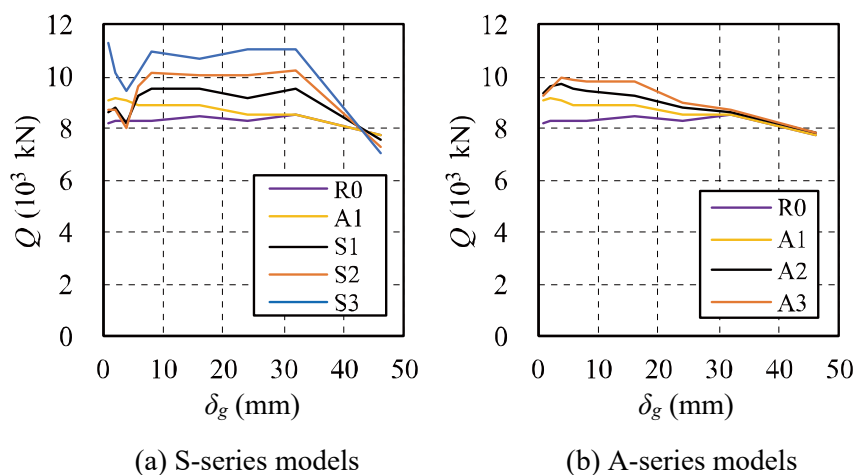 12
10
8
6
4
2
0
Q (10³ kN)
R0
A1
S1
S2
S3
0 10 20 30 40 50
δg (mm)
(a) S-series models
12
10
8
6
4
2
0
Q (10³ kN)
R0
A1
A2
A3
0 10 20 30 40 50
δg (mm)
(b) A-series models